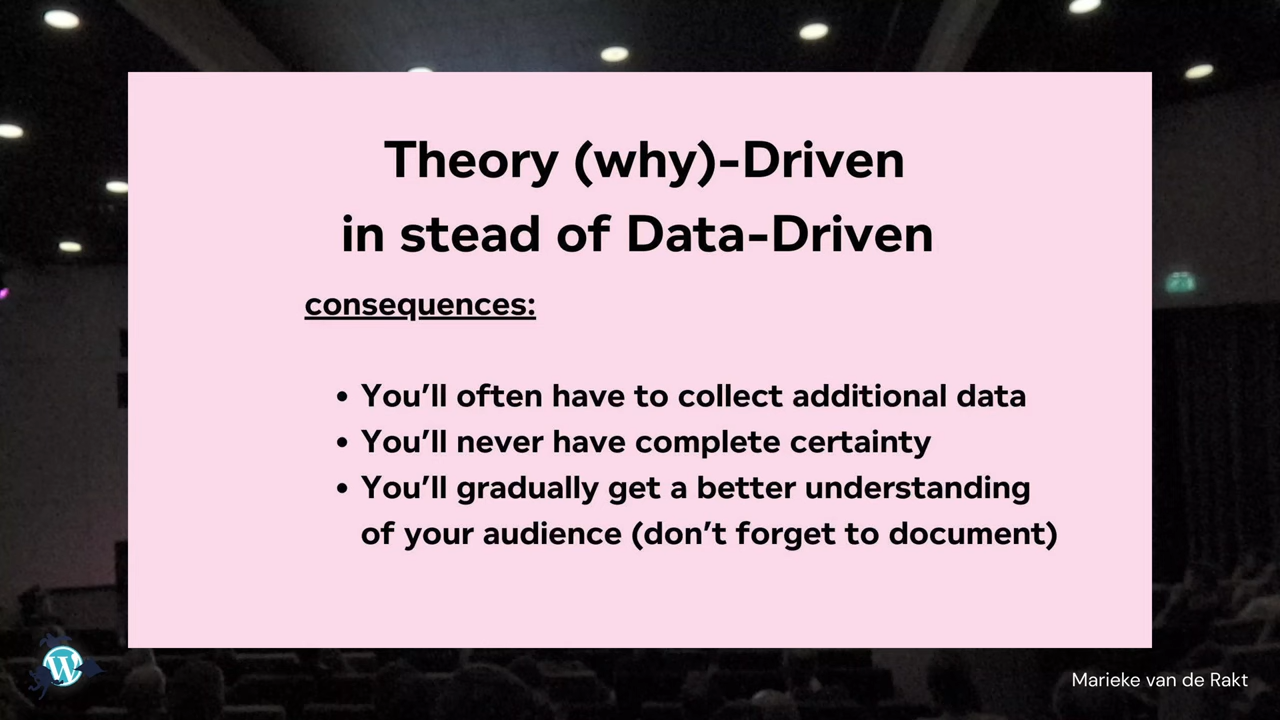 Theory (why)-Driven
in stead of Data-Driven
consequences:
• You’ll often have to collect additional data
• You’ll never have complete certainty
• You’ll gradually get a better understanding
of your audience (don’t forget to document)
W
Marieke van de Rakt